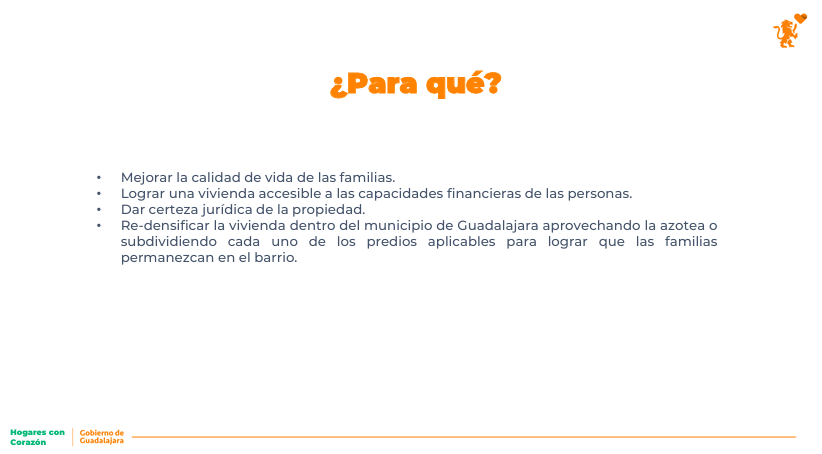 ¿Para qué?
• Mejorar la calidad de vida de las familias.
• Lograr una vivienda accesible a las capacidades financieras de las personas.
• Dar certeza jurídica de la propiedad.
• Re-densificar la vivienda dentro del municipio de Guadalajara aprovechando la azotea o
subdividiendo cada uno de los predios aplicables para lograr que las familias
permanezcan en el barrio.
Hogares con
Corazón
Gobierno de
Guadalajara